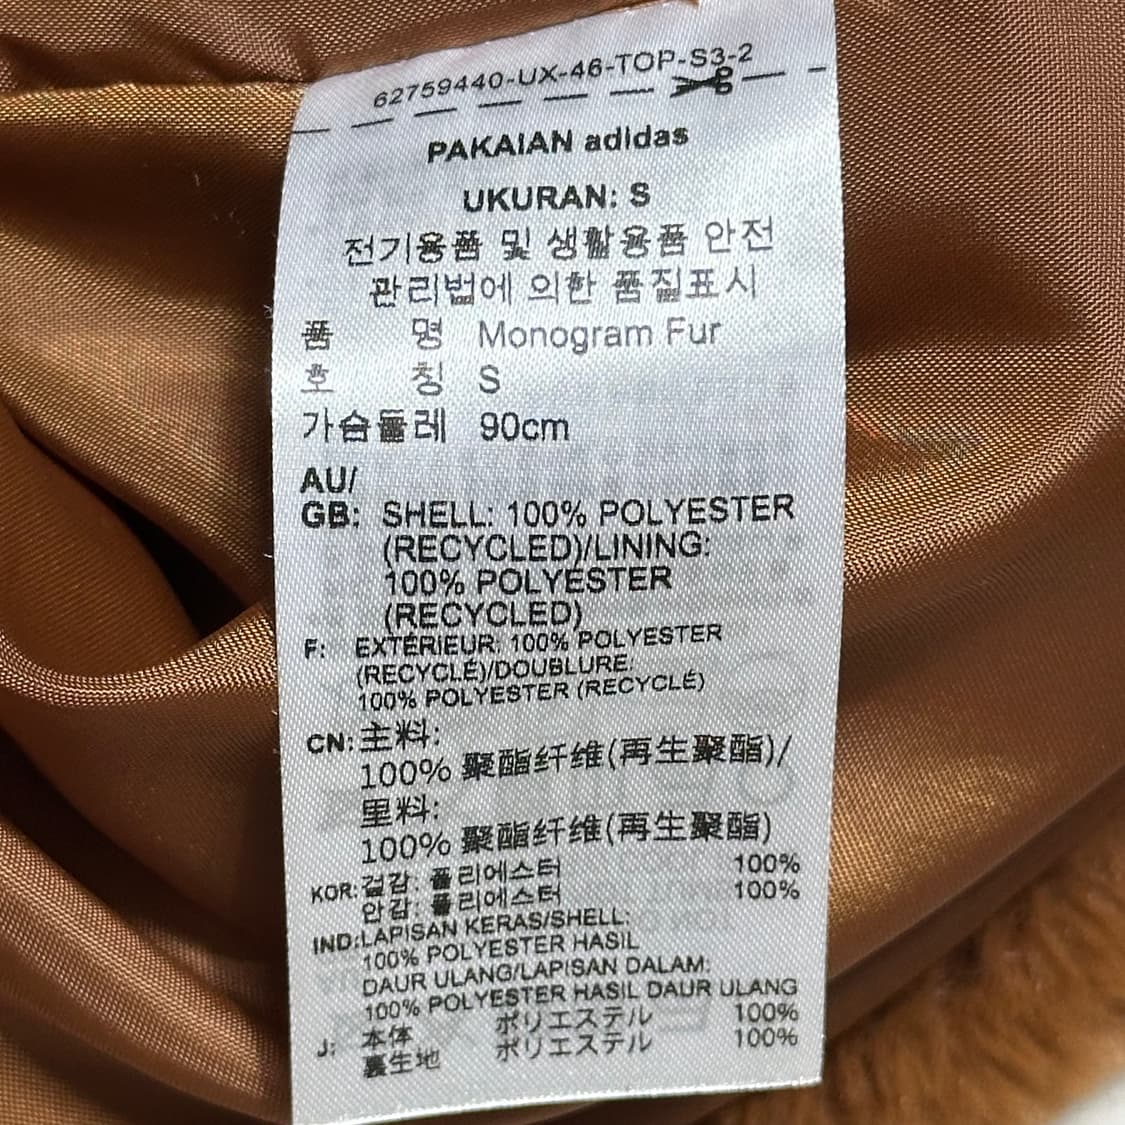 62759440-UX-46-TOP-S3-2
PAKAIAN adidas
UKURAN: S
전기용품 및 생활용품 안전
관리법에 의한 품질표시
품 명 Monogram Fur
호 칭 S
가슴둘레 90cm
AU/
GB: SHELL: 100% POLYESTER
(RECYCLED)/LINING:
100% POLYESTER
(RECYCLED)
F: EXTÉRIEUR: 100% POLYESTER
(RECYCLÉ)/DOUBLURE:
100% POLYESTER (RECYCLÉ)
CN: 主料:
100% 聚酯纤维(再生聚酯)/
里料:
100% 聚酯纤维(再生聚酯)
KOR: 겉감: 폴리에스터 100%
안감: 폴리에스터 100%
IND: LAPISAN KERAS/SHELL:
100% POLYESTER HASIL
DAUR ULANG/LAPISAN DALAM:
100% POLYESTER HASIL DAUR ULANG
J: 本体 ポリエステル 100%
裏生地 ポリエステル 100%